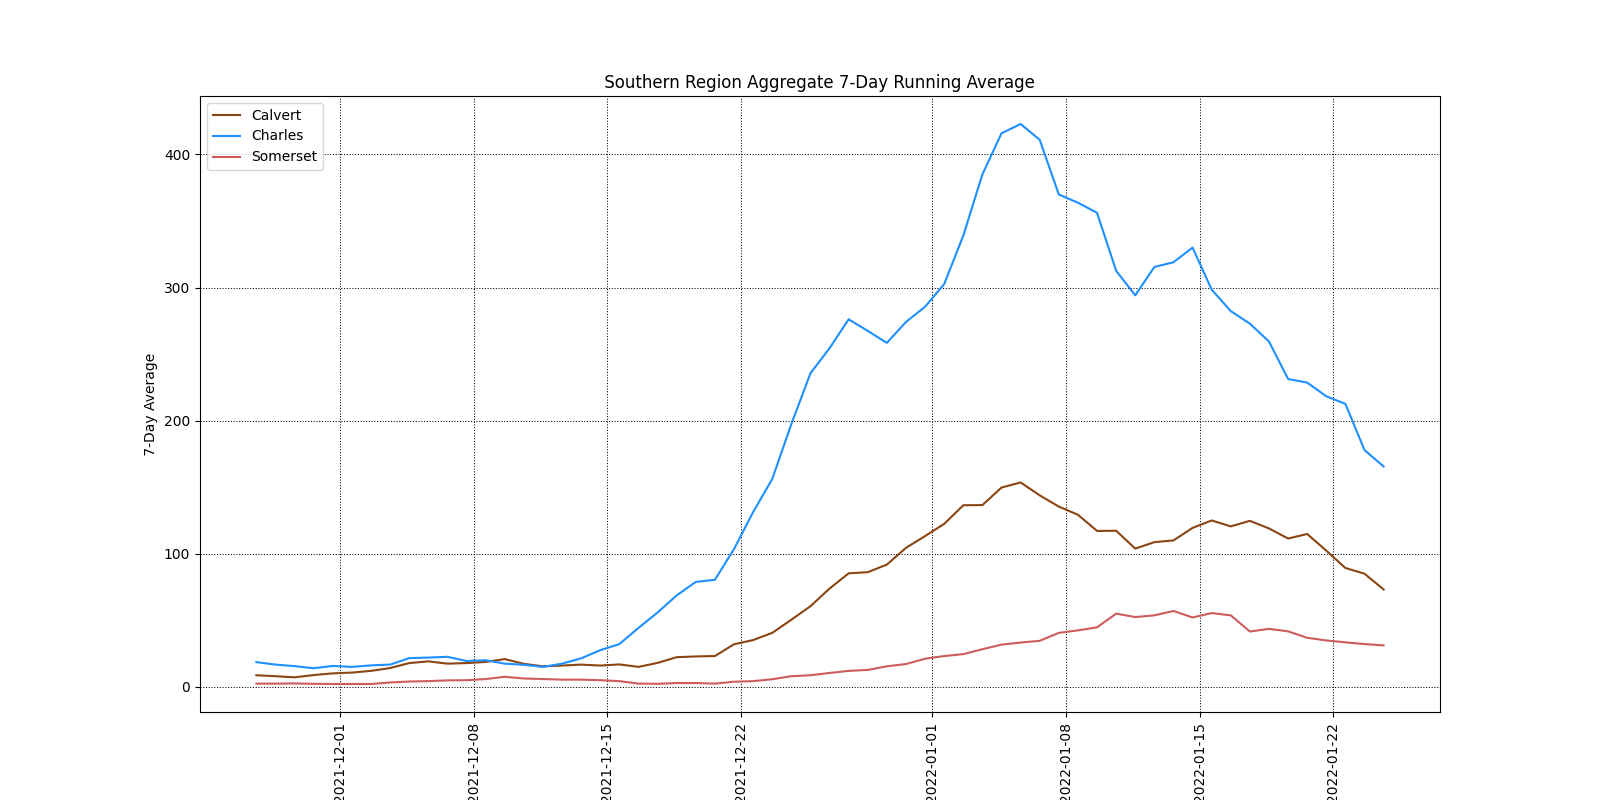 Southern Region Aggregate 7-Day Running Average
Calvert
Charles
Somerset
7-Day Average
400
300
200
100
0
2021-12-01
2021-12-08
2021-12-15
2021-12-22
2022-01-01
2022-01-08
2022-01-15
2022-01-22